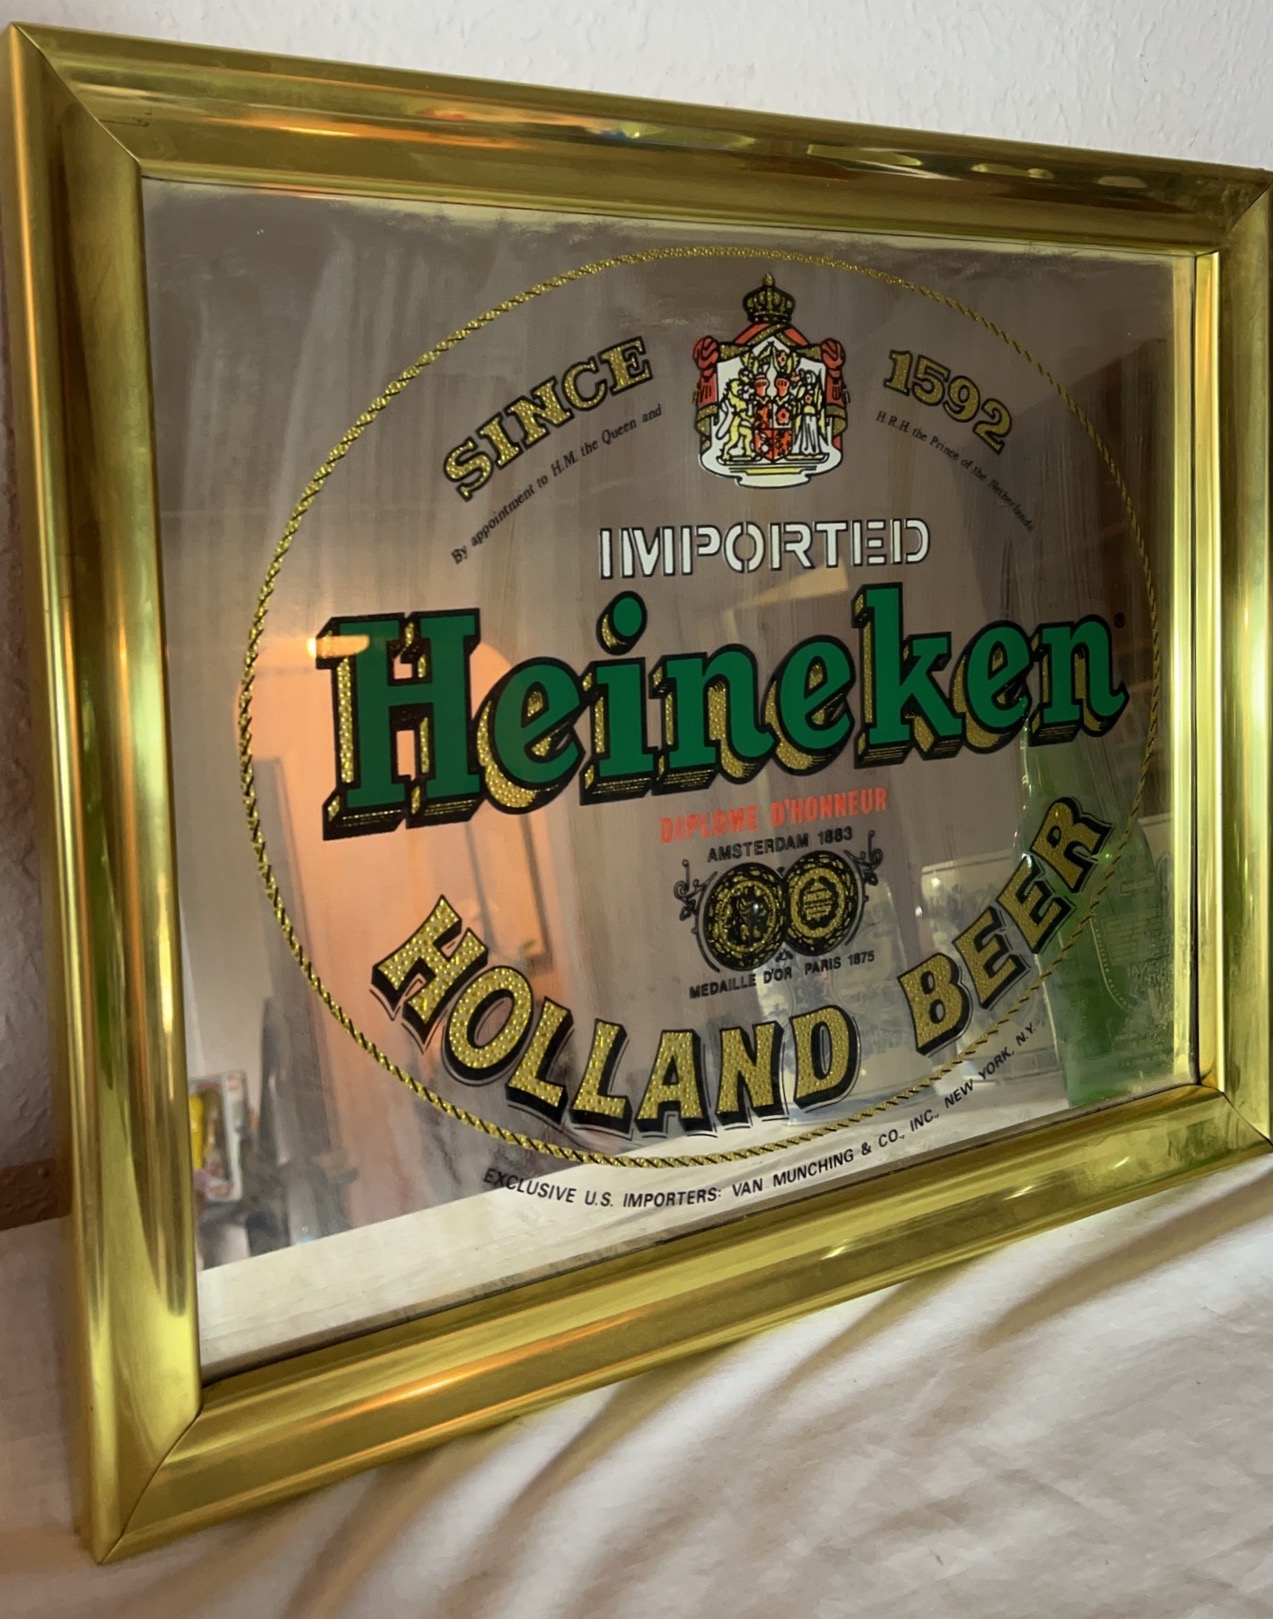 SINCE 1592
By appointment to H.M. the Queen and H.R.H. the Prince of the Netherlands
IMPORTED
Heineken®
DIPLOME D'HONNEUR
AMSTERDAM 1883
MEDAILLE D'OR PARIS 1875
HOLLAND BEER
EXCLUSIVE U.S. IMPORTERS: VAN MUNCHING & CO., INC., NEW YORK, N.Y.